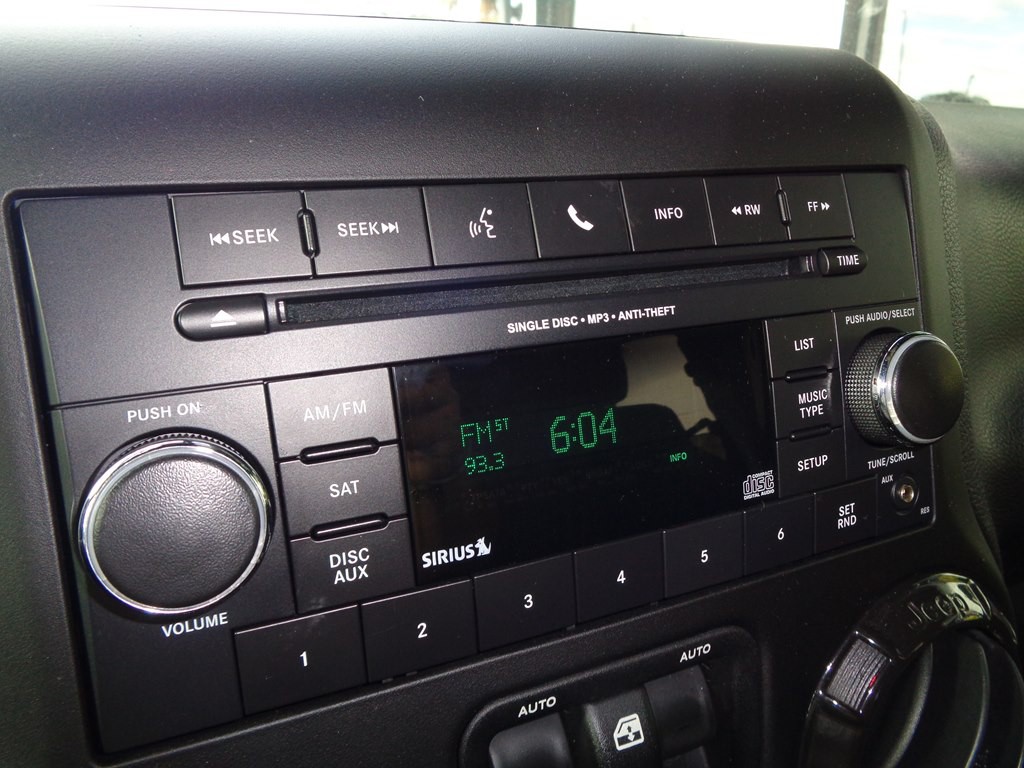 SEEK
SEEK
INFO
RW
FF
TIME
SINGLE DISC • MP3 • ANTI-THEFT
PUSH AUDIO/SELECT
PUSH ON
AM/FM
SAT
DISC
AUX
VOLUME
FM ST
93.3
6:04
INFO
SIRIUS
COMPACT
disc
DIGITAL AUDIO
LIST
MUSIC
TYPE
SETUP
TUNE/SCROLL
AUX
RES
1
2
3
4
5
6
SET
RND
AUTO
AUTO
Jeep